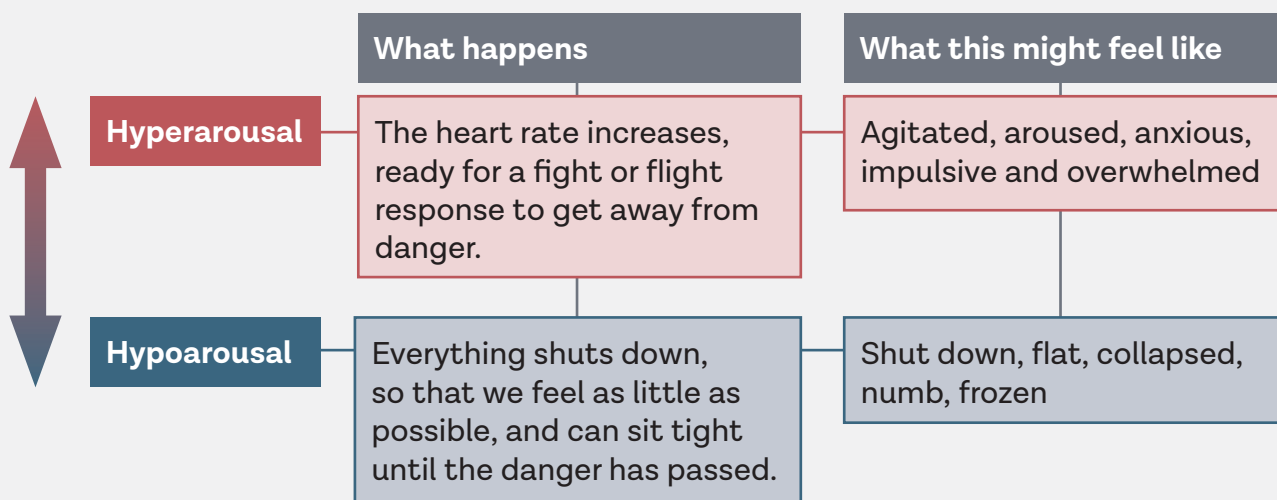 What happens
What this might feel like
Hyperarousal
The heart rate increases,
ready for a fight or flight
response to get away from
danger.
Agitated, aroused, anxious,
impulsive and overwhelmed
Hypoarousal
Everything shuts down,
so that we feel as little as
possible, and can sit tight
until the danger has passed.
Shut down, flat, collapsed,
numb, frozen